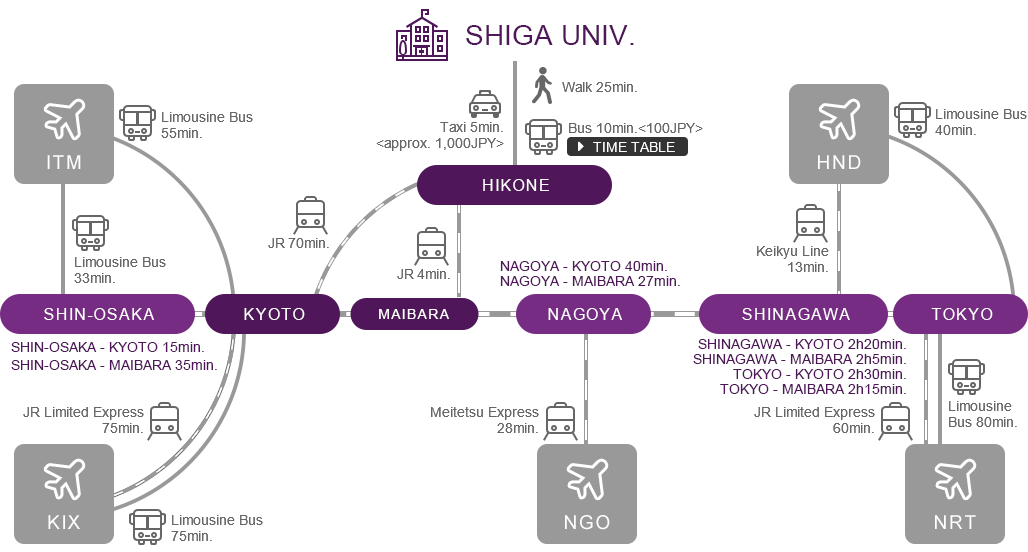 SHIGA UNIV.
Walk 25min.
Taxi 5min.
<approx. 1,000JPY>
Bus 10min.<100JPY>
TIME TABLE
Limousine Bus
55min.
ITM
Limousine Bus
40min.
HND
HIKONE
JR 70min.
JR 4min.
Keikyu Line
13min.
Limousine Bus
33min.
NAGOYA - KYOTO 40min.
NAGOYA - MAIBARA 27min.
SHIN-OSAKA
KYOTO
MAIBARA
NAGOYA
SHINAGAWA
TOKYO
SHIN-OSAKA - KYOTO 15min.
SHIN-OSAKA - MAIBARA 35min.
SHINAGAWA - KYOTO 2h20min.
SHINAGAWA - MAIBARA 2h5min.
TOKYO - KYOTO 2h30min.
TOKYO - MAIBARA 2h15min.
JR Limited Express
75min.
Meitetsu Express
28min.
JR Limited Express
60min.
Limousine
Bus 80min.
KIX
Limousine Bus
75min.
NGO
NRT